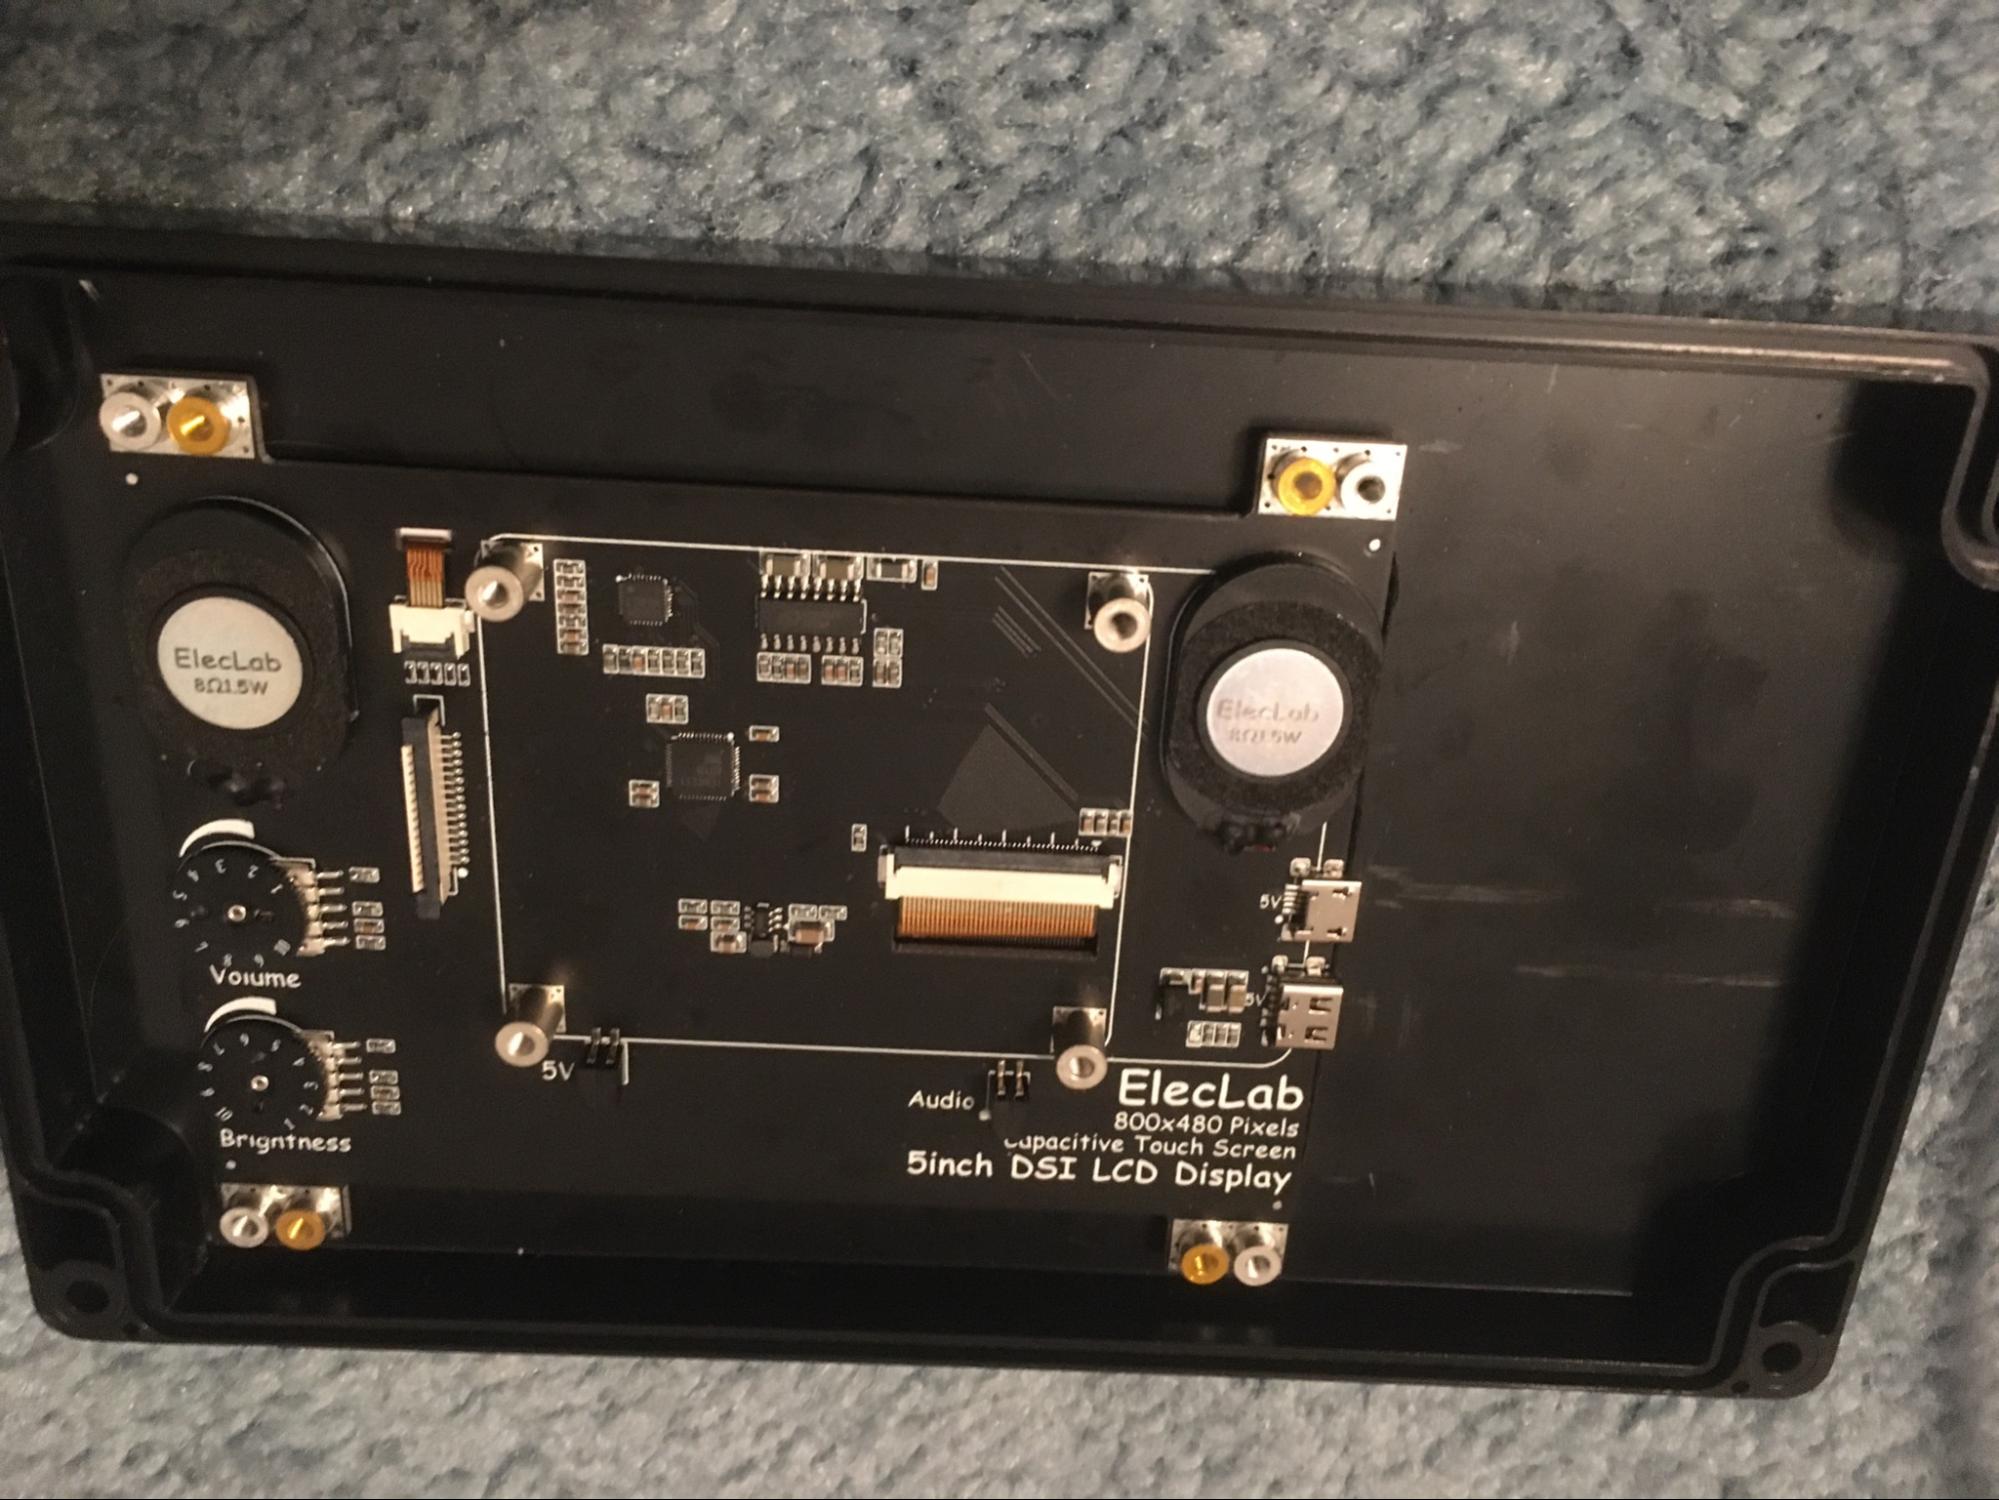 ElecLab
8Ω1.5W
ElecLab
8Ω1.5W
Volume
Brightness
5V
5V
5V
Audio
ElecLab
800x480 Pixels
Capacitive Touch Screen
5inch DSI LCD Display